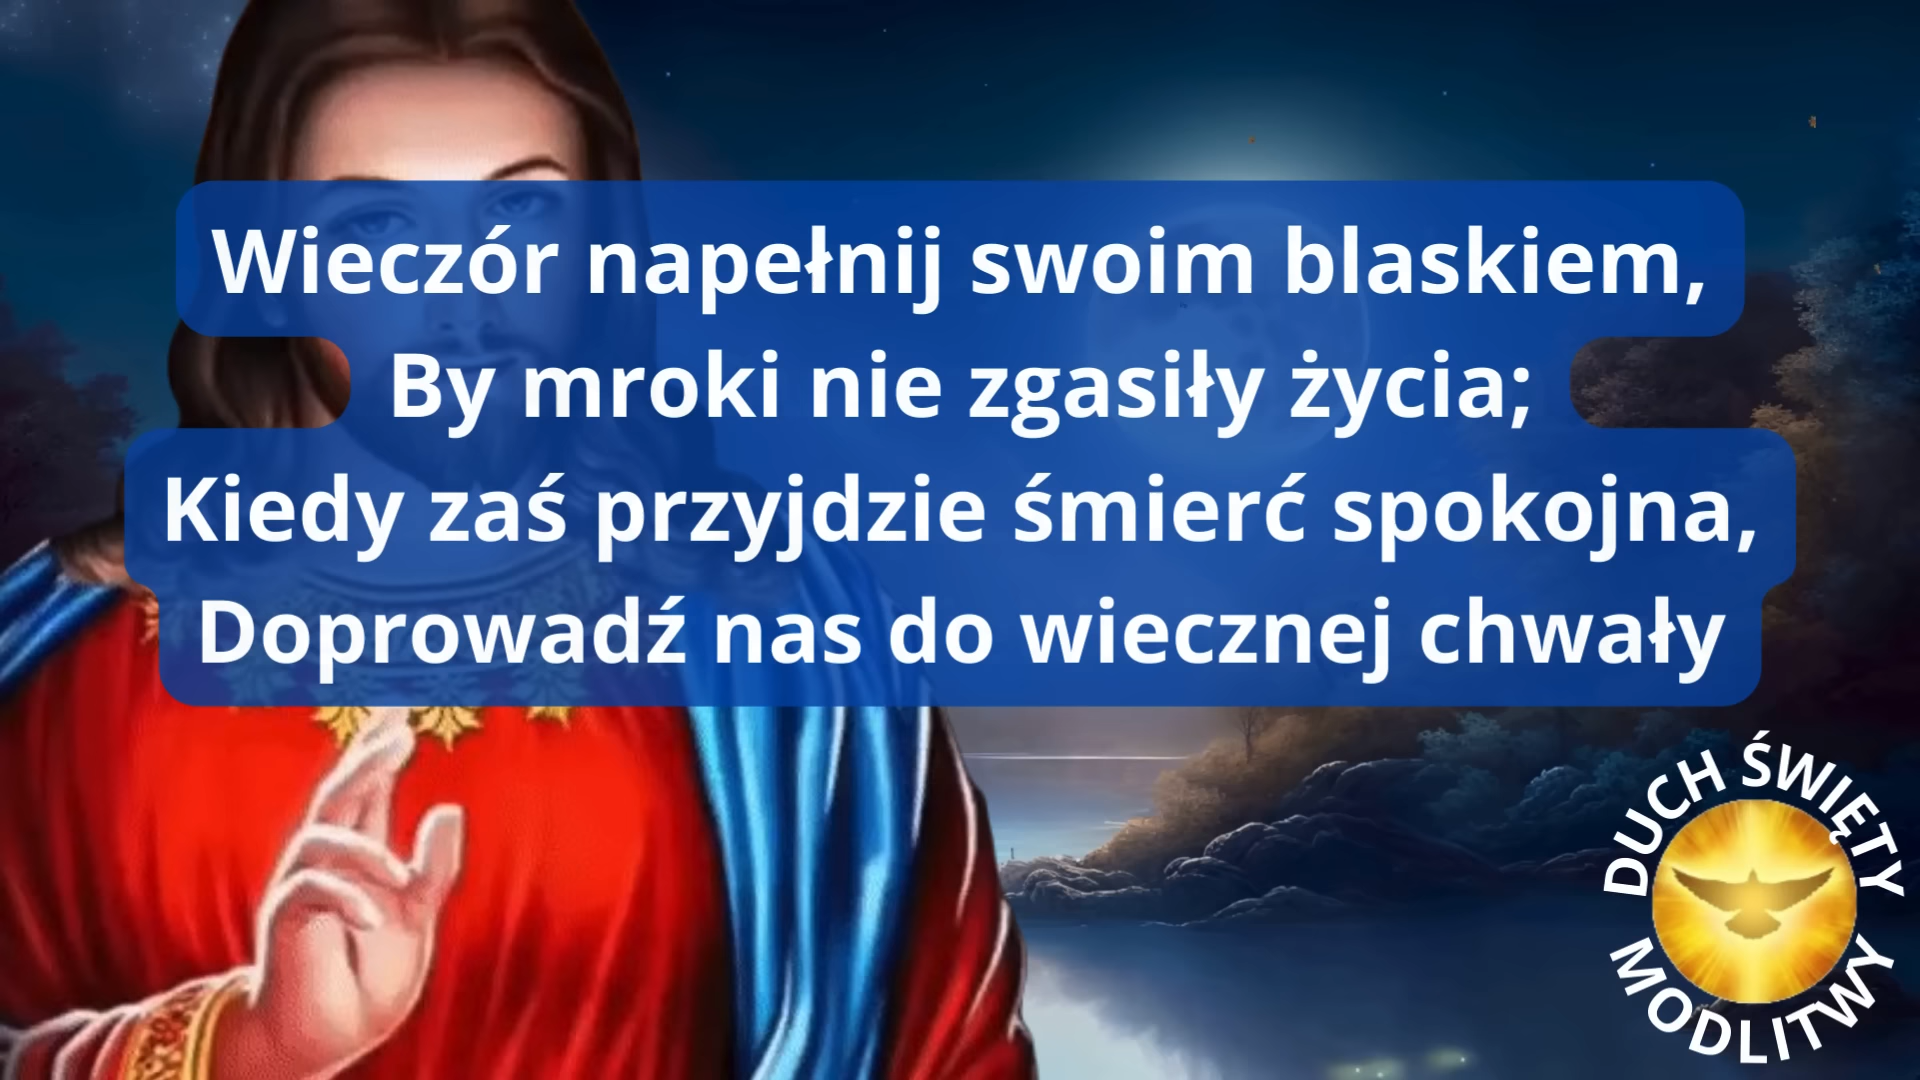 Wieczór napełnij swoim blaskiem,
By mroki nie zgasiły życia;
Kiedy zaś przyjdzie śmierć spokojna,
Doprowadź nas do wiecznej chwały
DUCH ŚWIĘTY
MODLITWY